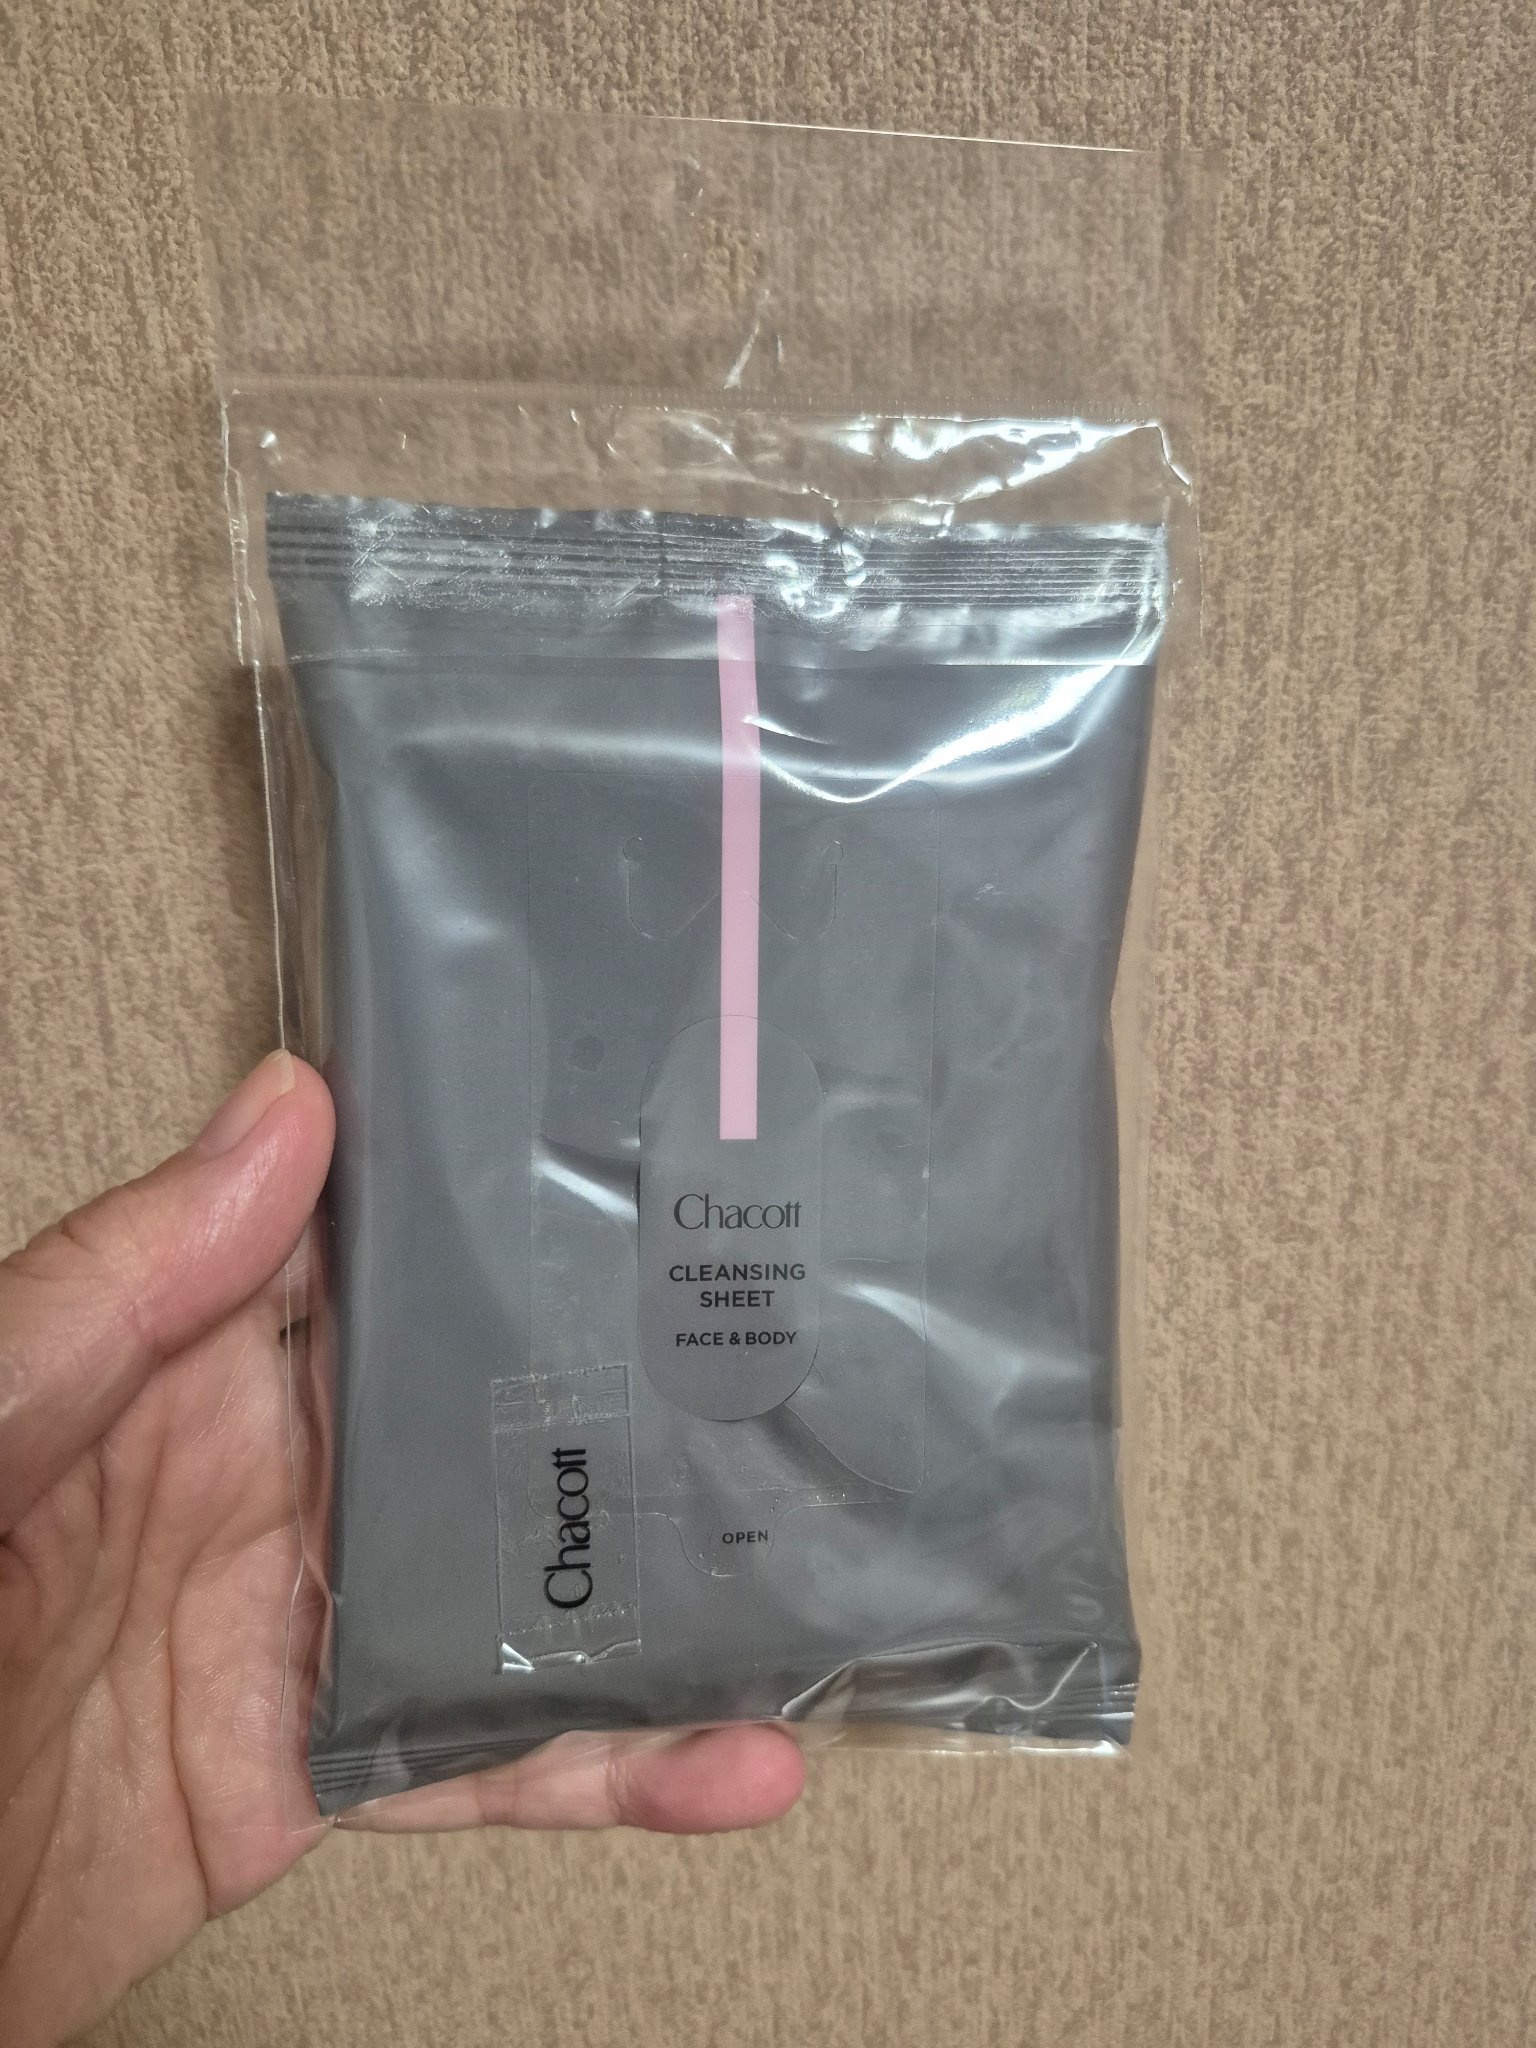 Chacott
CLEANSING
SHEET
FACE & BODY
Chacott
OPEN